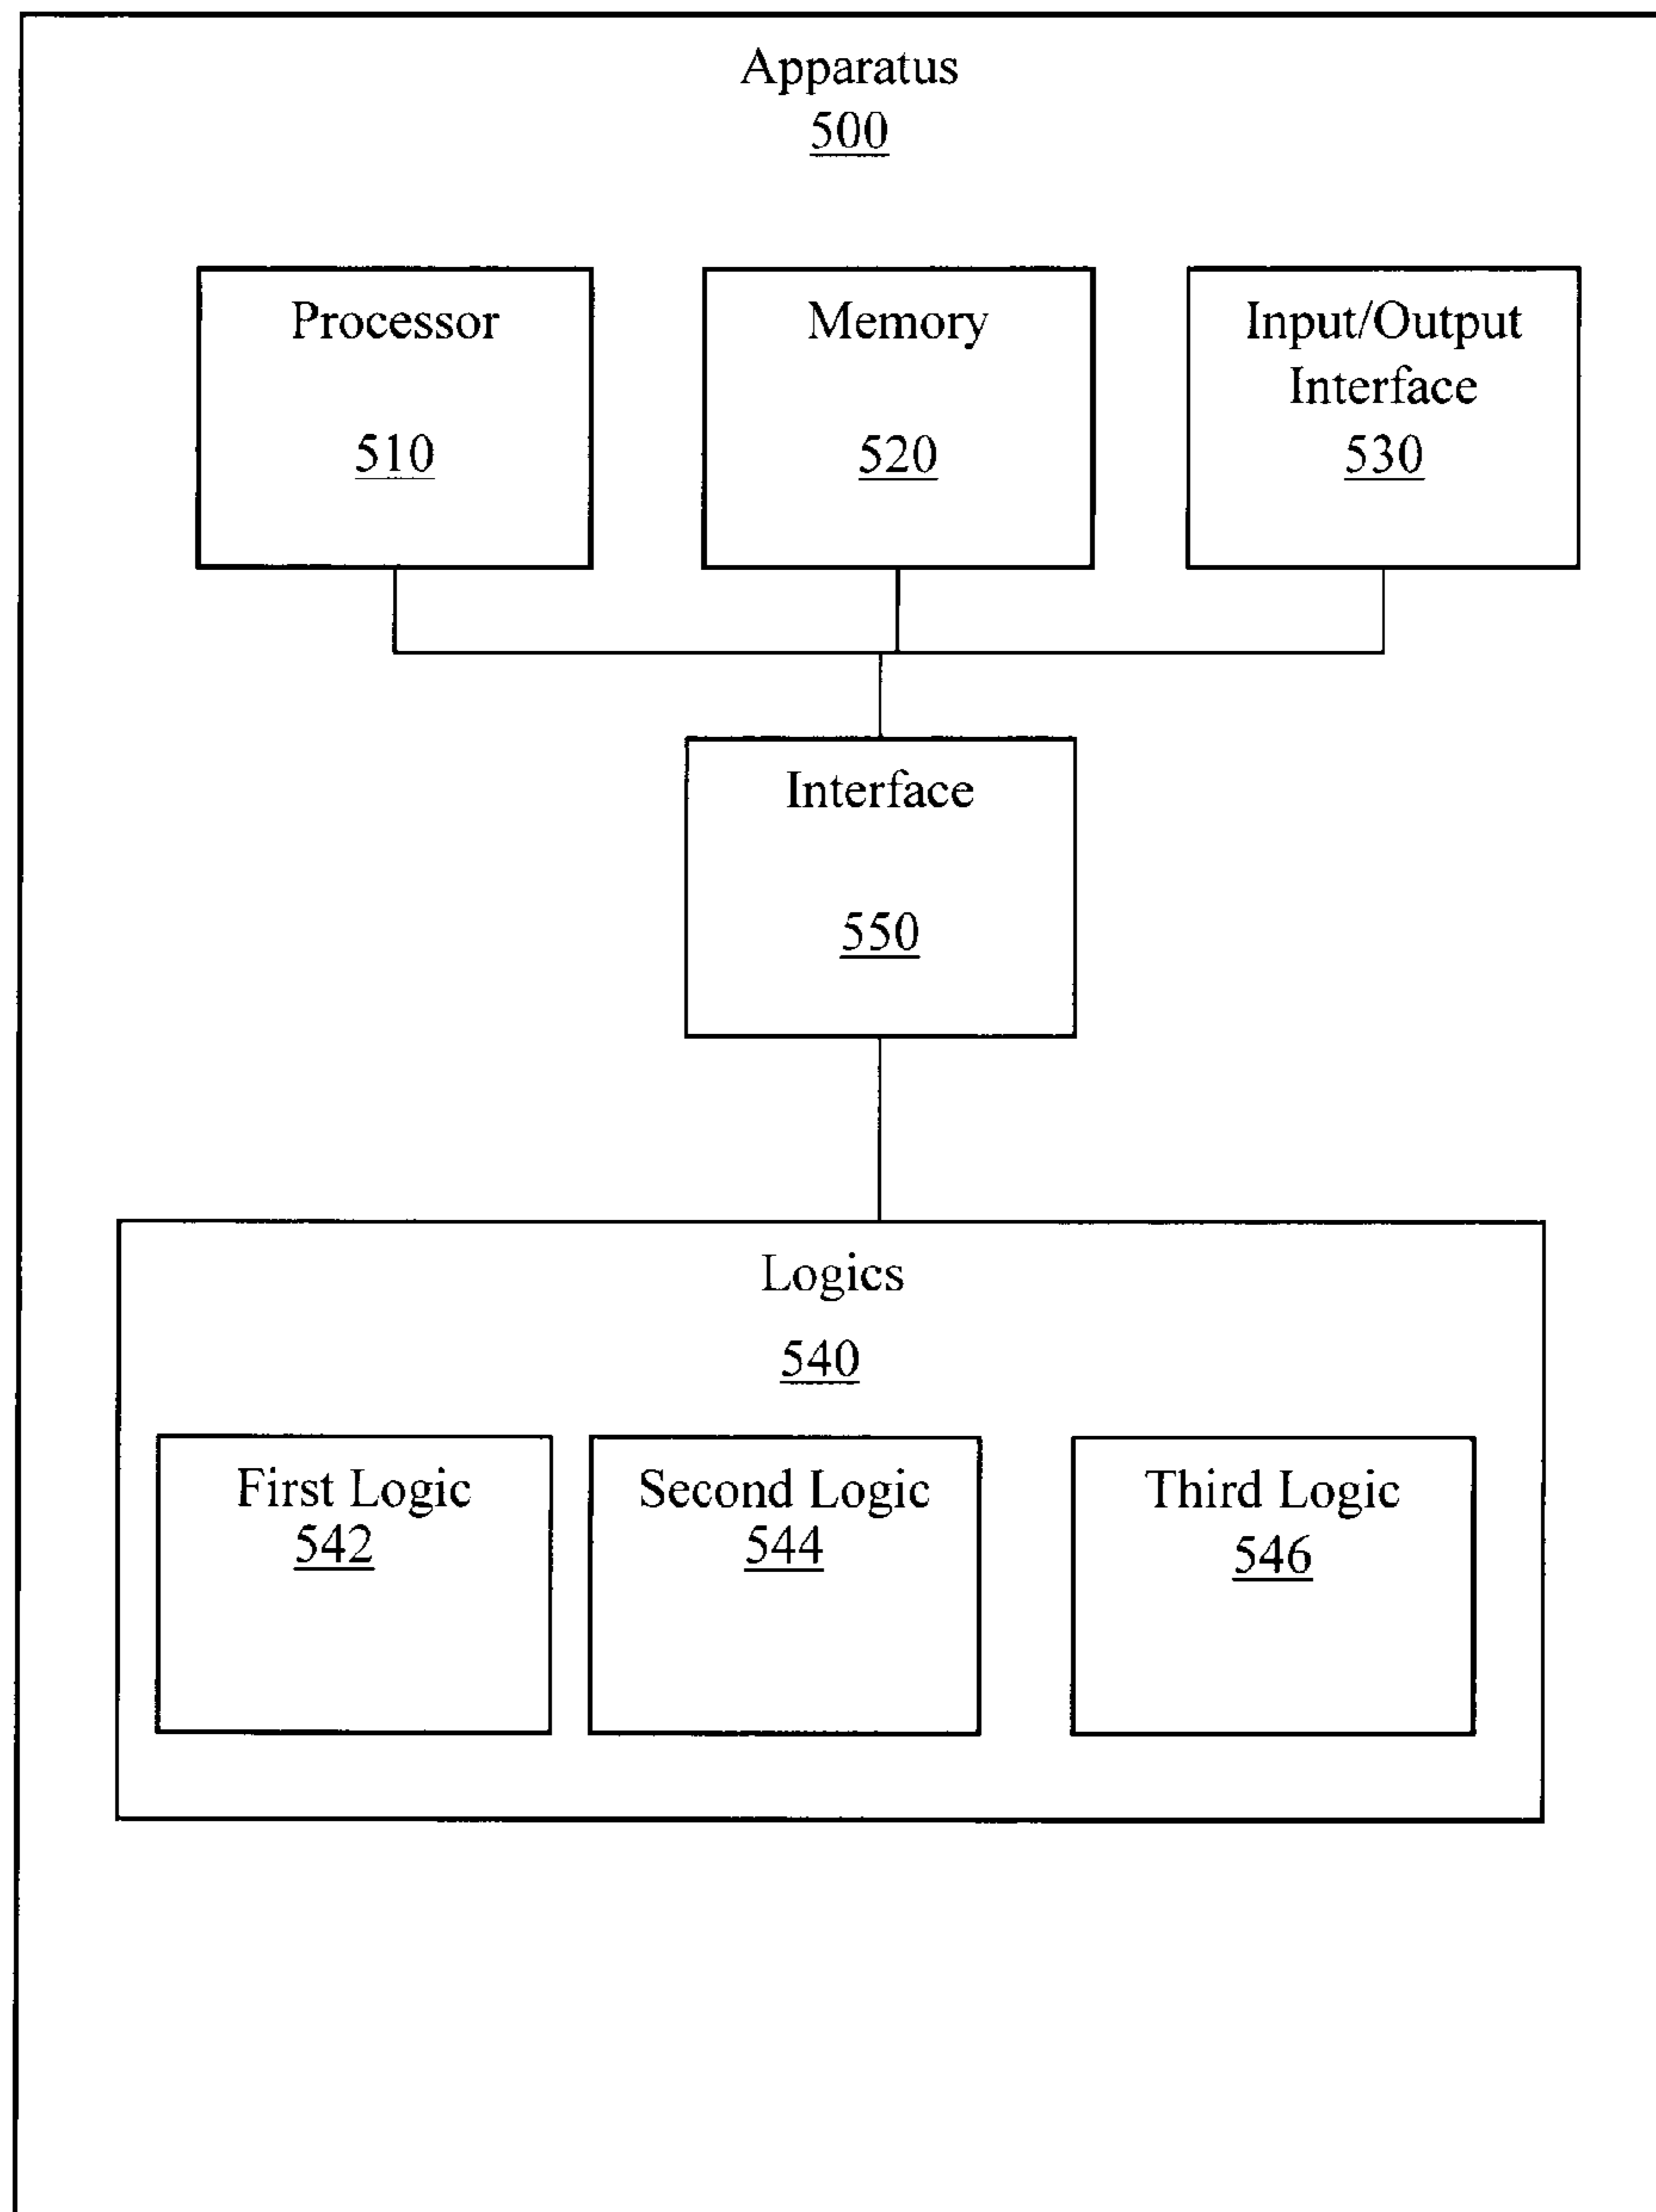 Apparatus
500
Processor
510
Memory
520
Input/Output
Interface
530
Interface
550
Logics
540
First Logic
542
Second Logic
544
Third Logic
546